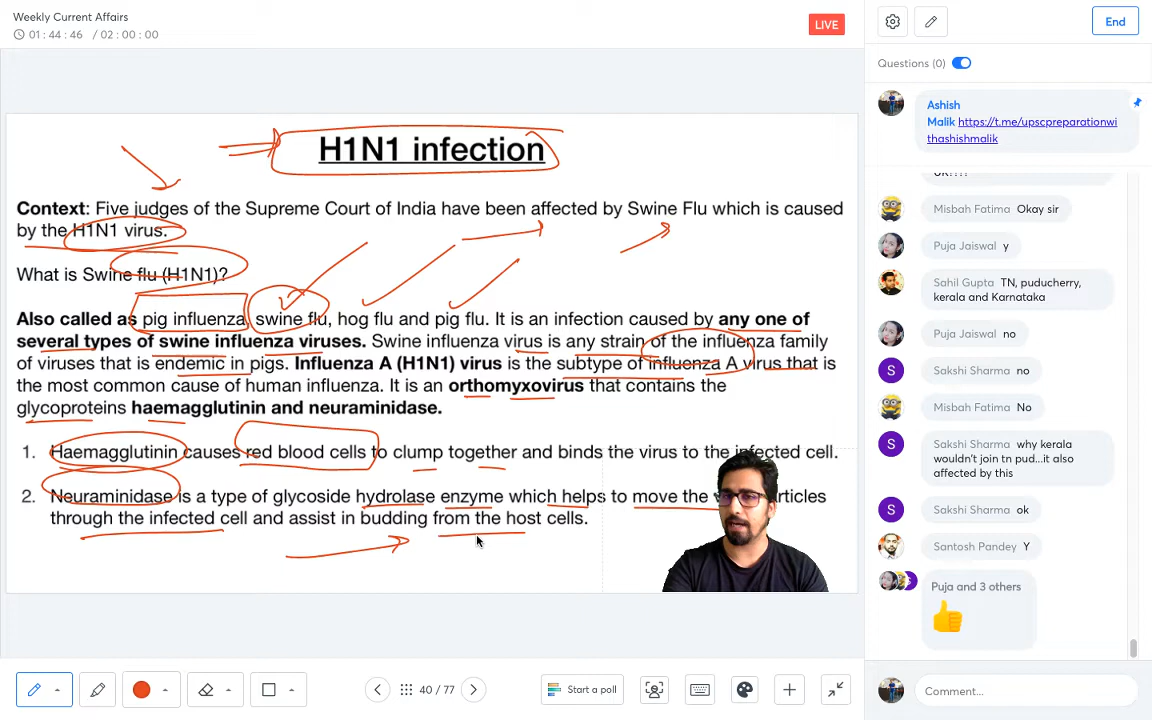 Weekly Current Affairs
01 : 44 : 46 / 02 : 00 : 00
LIVE
End
Questions (0)
Ashish
Malik https://t.me/upscpreparationwi
thashishmalik
H1N1 infection
Context: Five judges of the Supreme Court of India have been affected by Swine Flu which is caused
by the H1N1 virus.
What is Swine flu (H1N1)?
Also called as pig influenza, swine flu, hog flu and pig flu. It is an infection caused by any one of
several types of swine influenza viruses. Swine influenza virus is any strain of the influenza family
of viruses that is endemic in pigs. Influenza A (H1N1) virus is the subtype of influenza A virus that is
the most common cause of human influenza. It is an orthomyxovirus that contains the
glycoproteins haemagglutinin and neuraminidase.
1. Haemagglutinin causes red blood cells to clump together and binds the virus to the infected cell.
2. Neuraminidase is a type of glycoside hydrolase enzyme which helps to move the articles
through the infected cell and assist in budding from the host cells.
Misbah Fatima Okay sir
Puja Jaiswal y
Sahil Gupta TN, puducherry,
kerala and Karnataka
Puja Jaiswal no
S
Sakshi Sharma no
Misbah Fatima No
S
Sakshi Sharma why kerala
wouldn't join tn pud...it also
affected by this
S
Sakshi Sharma ok
Santosh Pandey Y
S
Puja and 3 others
40 / 77
Start a poll
Comment...